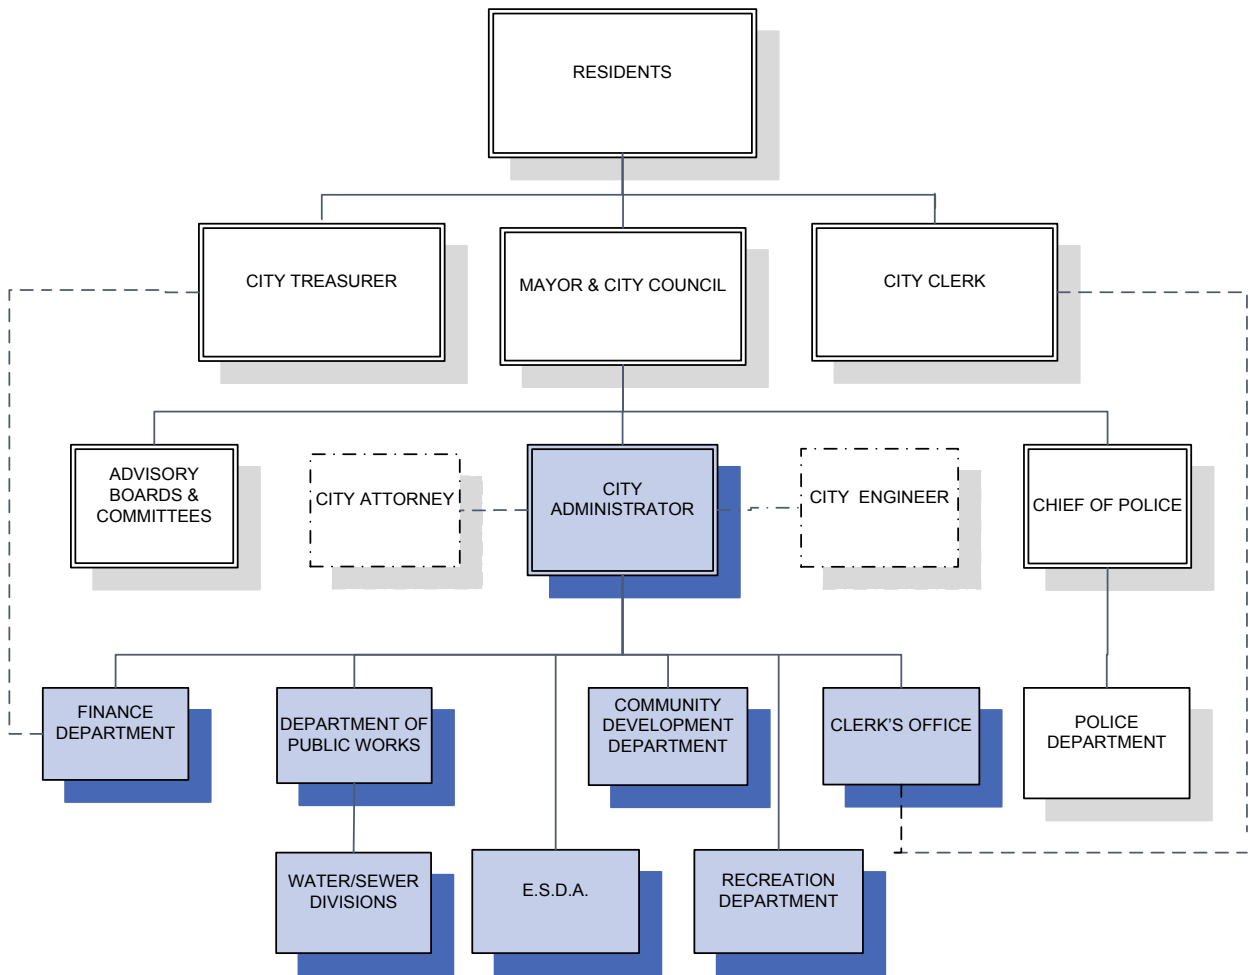 RESIDENTS
CITY TREASURER
MAYOR & CITY COUNCIL
CITY CLERK
ADVISORY
BOARDS &
COMMITTEES
CITY ATTORNEY
CITY
ADMINISTRATOR
CITY ENGINEER
CHIEF OF POLICE
FINANCE
DEPARTMENT
DEPARTMENT OF
PUBLIC WORKS
COMMUNITY
DEVELOPMENT
DEPARTMENT
CLERK’S OFFICE
POLICE
DEPARTMENT
WATER/SEWER
DIVISIONS
E.S.D.A.
RECREATION
DEPARTMENT